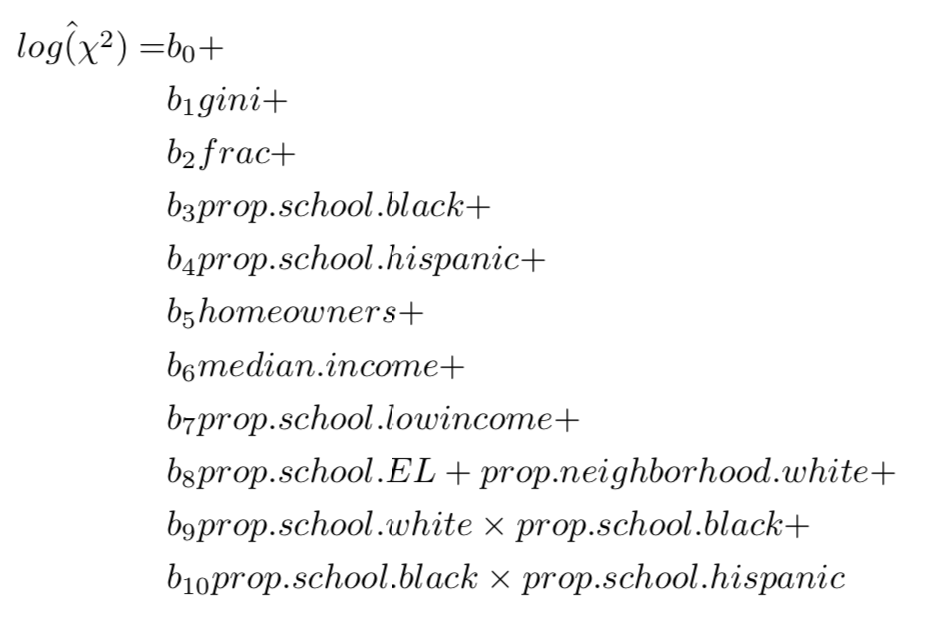 log(χ̂²) =b₀+
b₁gini+
b₂frac+
b₃prop.school.black+
b₄prop.school.hispanic+
b₅homeowners+
b₆median.income+
b₇prop.school.lowincome+
b₈prop.school.EL + prop.neighborhood.white+
b₉prop.school.white × prop.school.black+
b₁₀prop.school.black × prop.school.hispanic